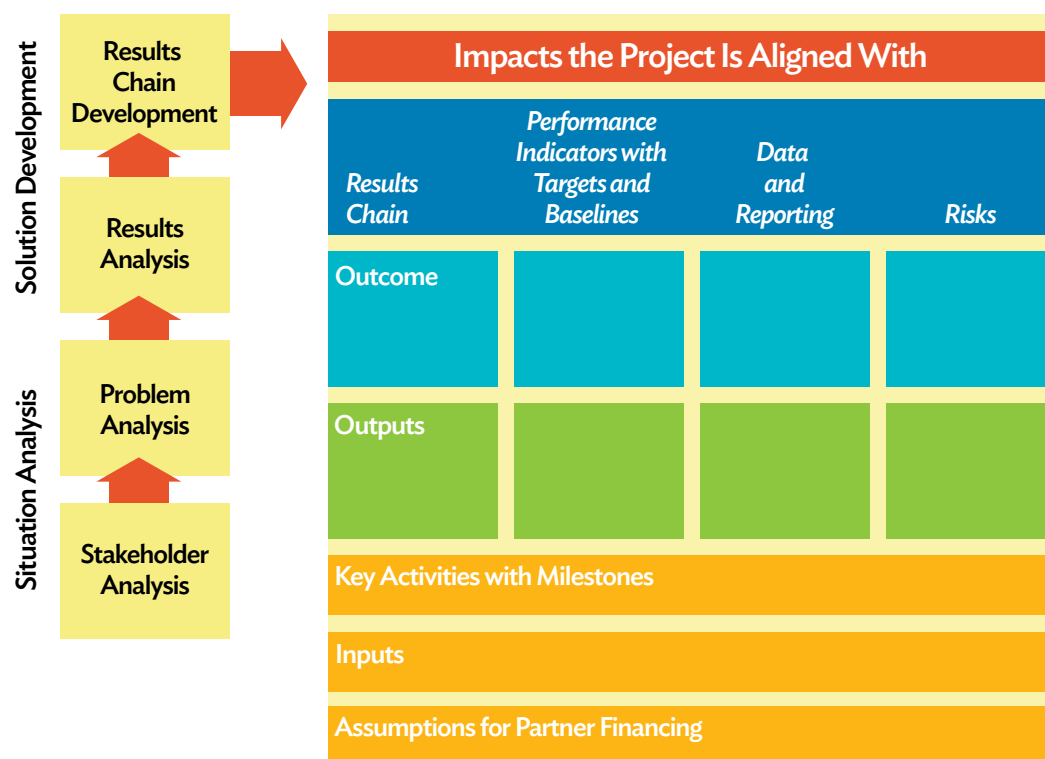 Solution Development
Situation Analysis
Results
Chain
Development
Results
Analysis
Problem
Analysis
Stakeholder
Analysis
Impacts the Project Is Aligned With
Results
Chain
Performance
Indicators with
Targets and
Baselines
Data
and
Reporting
Risks
Outcome
Outputs
Key Activities with Milestones
Inputs
Assumptions for Partner Financing